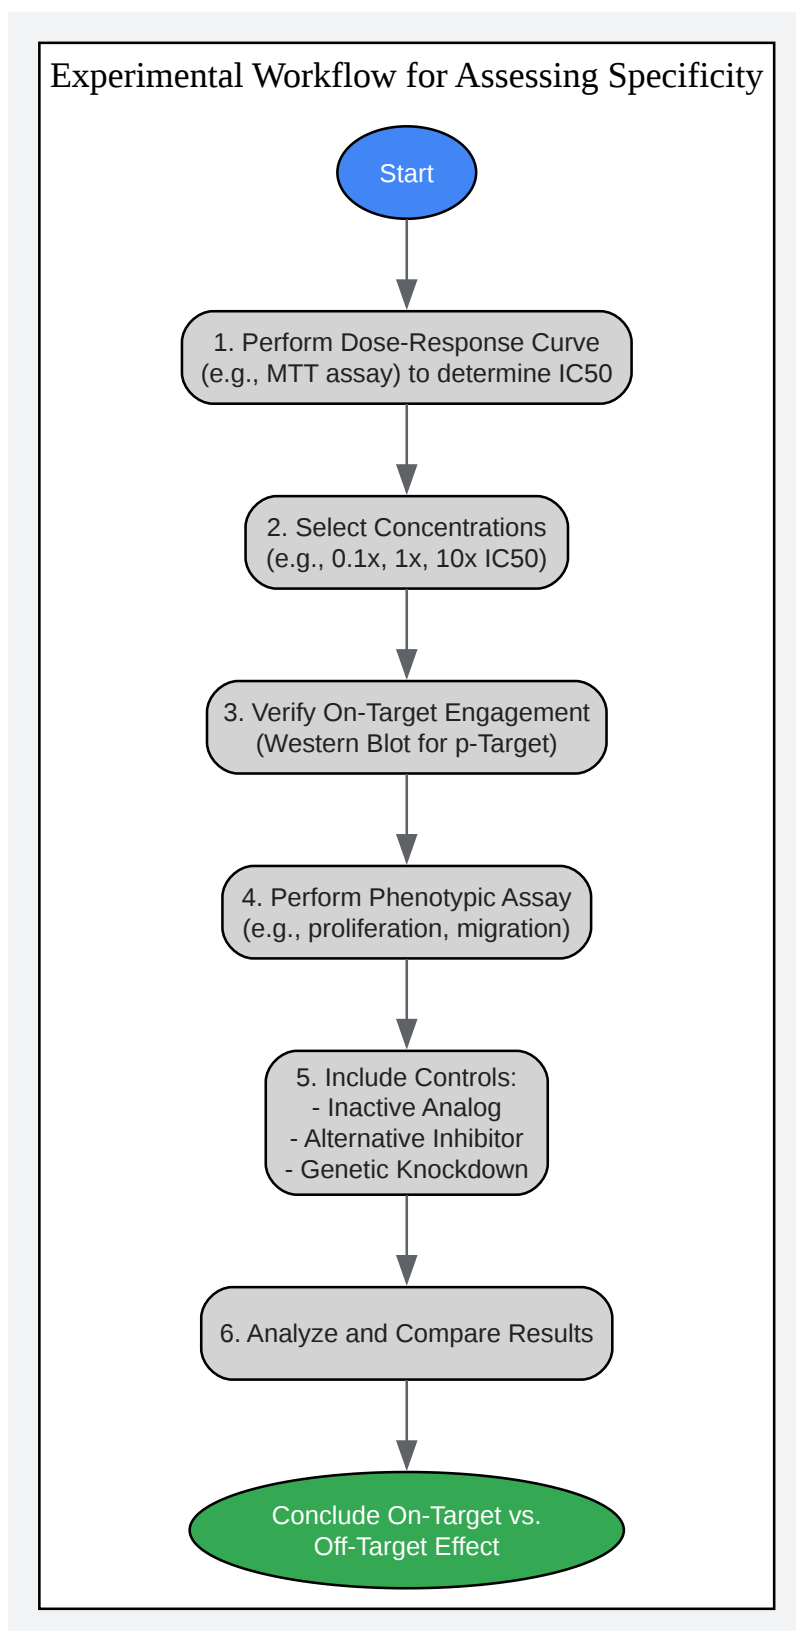 Experimental Workflow for Assessing Specificity
Start
1. Perform Dose-Response Curve
(e.g., MTT assay) to determine IC50
2. Select Concentrations
(e.g., 0.1x, 1x, 10x IC50)
3. Verify On-Target Engagement
(Western Blot for p-Target)
4. Perform Phenotypic Assay
(e.g., proliferation, migration)
5. Include Controls:
- Inactive Analog
- Alternative Inhibitor
- Genetic Knockdown
6. Analyze and Compare Results
Conclude On-Target vs.
Off-Target Effect